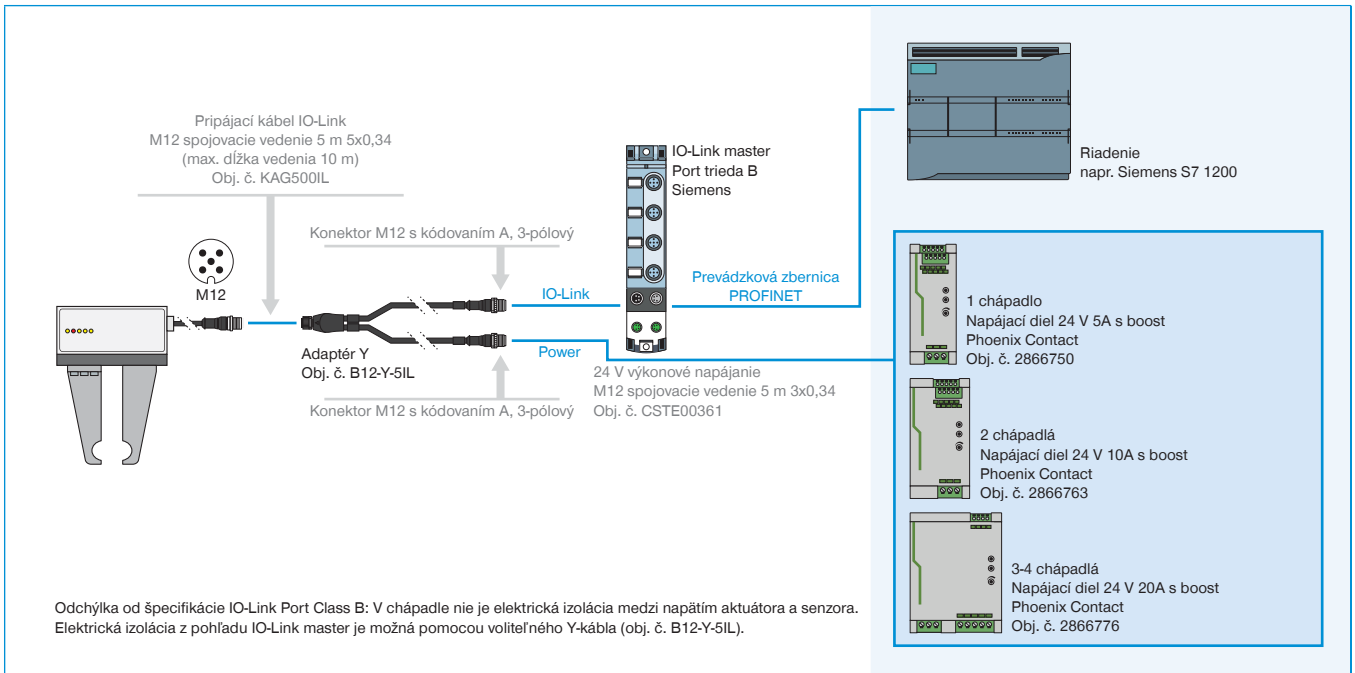 Pripájací kábel IO-Link
M12 spojovacie vedenie 5 m 5x0,34
(max. dĺžka vedenia 10 m)
Obj. č. KAG500IL
M12
Konektor M12 s kódovaním A, 3-pólový
Adaptér Y
Obj. č. B12-Y-5IL
Konektor M12 s kódovaním A, 3-pólový
IO-Link
Power
24 V výkonové napájanie
M12 spojovacie vedenie 5 m 3x0,34
Obj. č. CSTE00361
IO-Link master
Port trieda B
Siemens
Prevádzková zbernica
PROFINET
Riadenie
napr. Siemens S7 1200
1 chápadlo
Napájací diel 24 V 5A s boost
Phoenix Contact
Obj. č. 2866750
2 chápadlá
Napájací diel 24 V 10A s boost
Phoenix Contact
Obj. č. 2866763
3-4 chápadlá
Napájací diel 24 V 20A s boost
Phoenix Contact
Obj. č. 2866776
Odchýlka od špecifikácie IO-Link Port Class B: V chápadle nie je elektrická izolácia medzi napätím aktuátora a senzora.
Elektrická izolácia z pohľadu IO-Link master je možná pomocou voliteľného Y-kábla (obj. č. B12-Y-5IL).